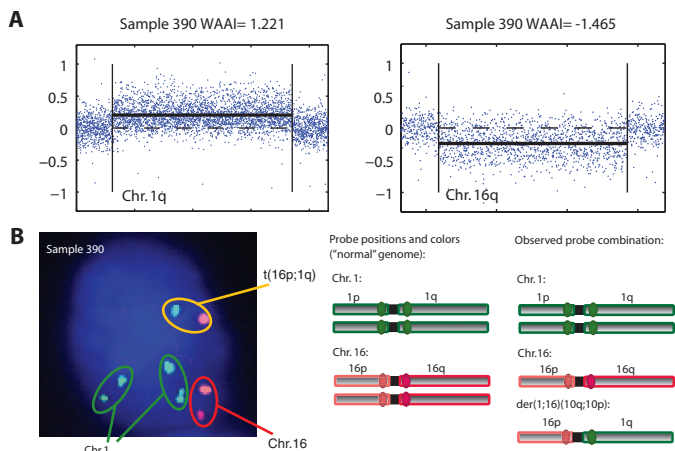 A
Sample 390 WAAI= 1.221
Sample 390 WAAI= -1.465
1
0.5
0
−0.5
−1
Chr. 1q
1
0.5
0
−0.5
−1
Chr. 16q
B
Sample 390
t(16p;1q)
Chr.1
Chr.16
Probe positions and colors
("normal" genome):
Chr. 1:
1p 1q
Chr. 16:
16p 16q
Observed probe combination:
Chr. 1:
1p 1q
Chr.16:
16p 16q
der(1;16)(10q;10p):
16p 1q